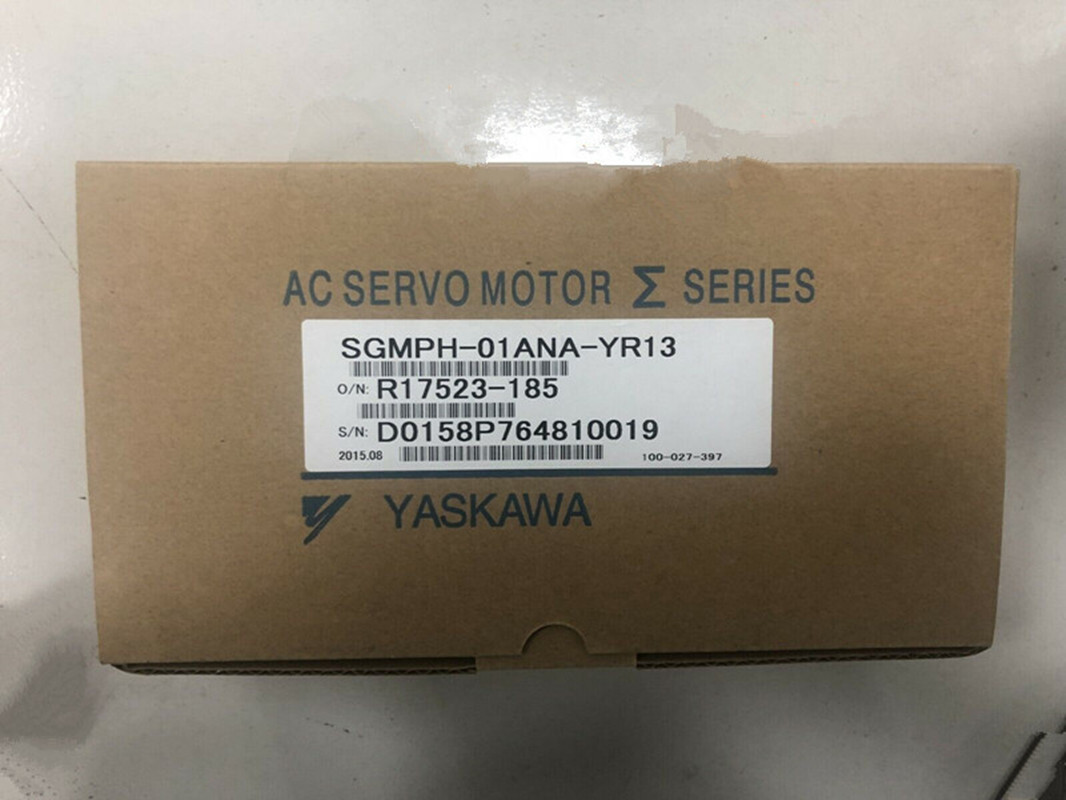 AC SERVO MOTOR Σ SERIES
SGMPH-01ANA-YR13
O/N: R17523-185
S/N: D0158P764810019
2015.08 100-027-397
YASKAWA